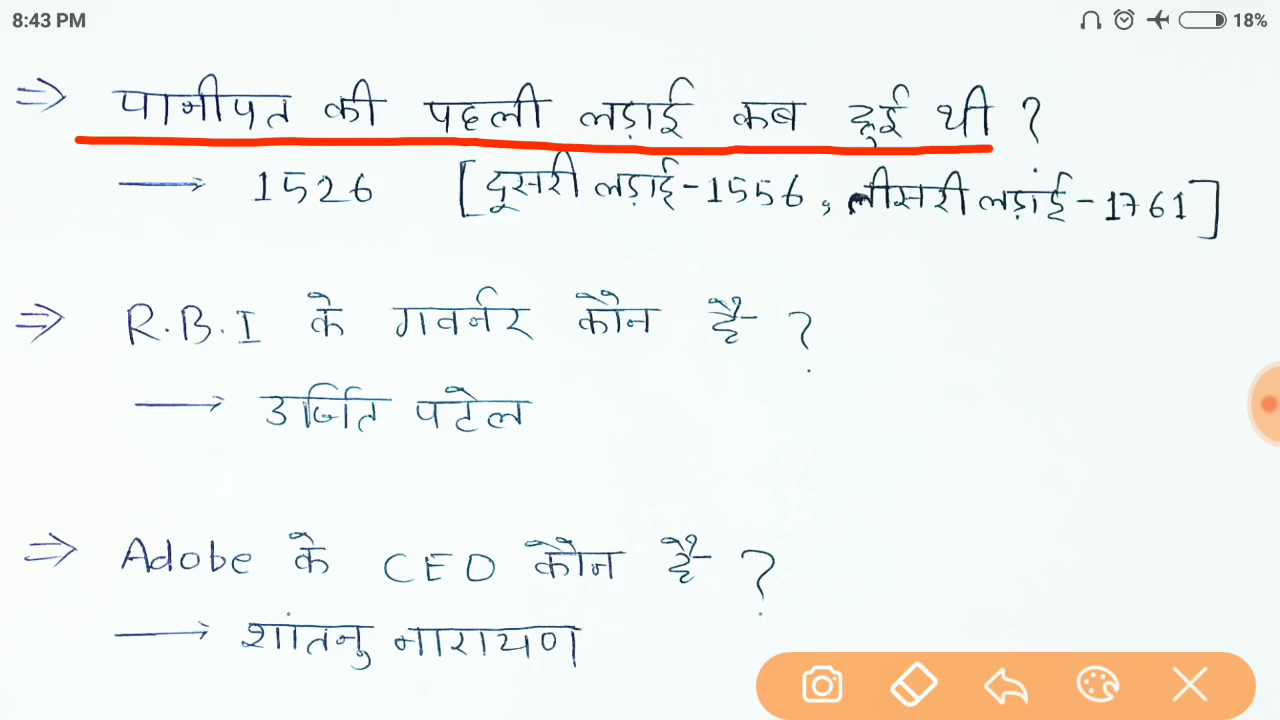 8:43 PM 18%
⇒ पानीपत की पहली लड़ाई कब हुई थी ?
→ 1526 [दूसरी लड़ाई-1556, तीसरी लड़ाई-1761]
⇒ R.B.I के गवर्नर कौन है ?
→ उर्जित पटेल
⇒ Adobe के CEO कौन है ?
→ शांतनु नारायण